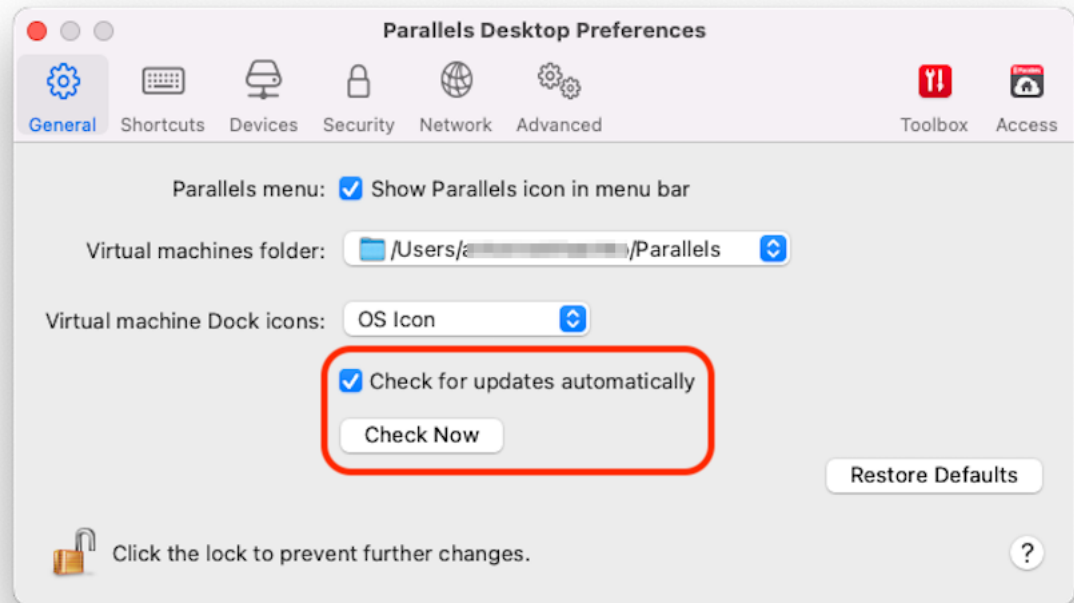 Parallels Desktop Preferences
General Shortcuts Devices Security Network Advanced Toolbox Access
Parallels menu: Show Parallels icon in menu bar
Virtual machines folder: /Users/ /Parallels
Virtual machine Dock icons: OS Icon
Check for updates automatically
Check Now
Restore Defaults
Click the lock to prevent further changes. ?